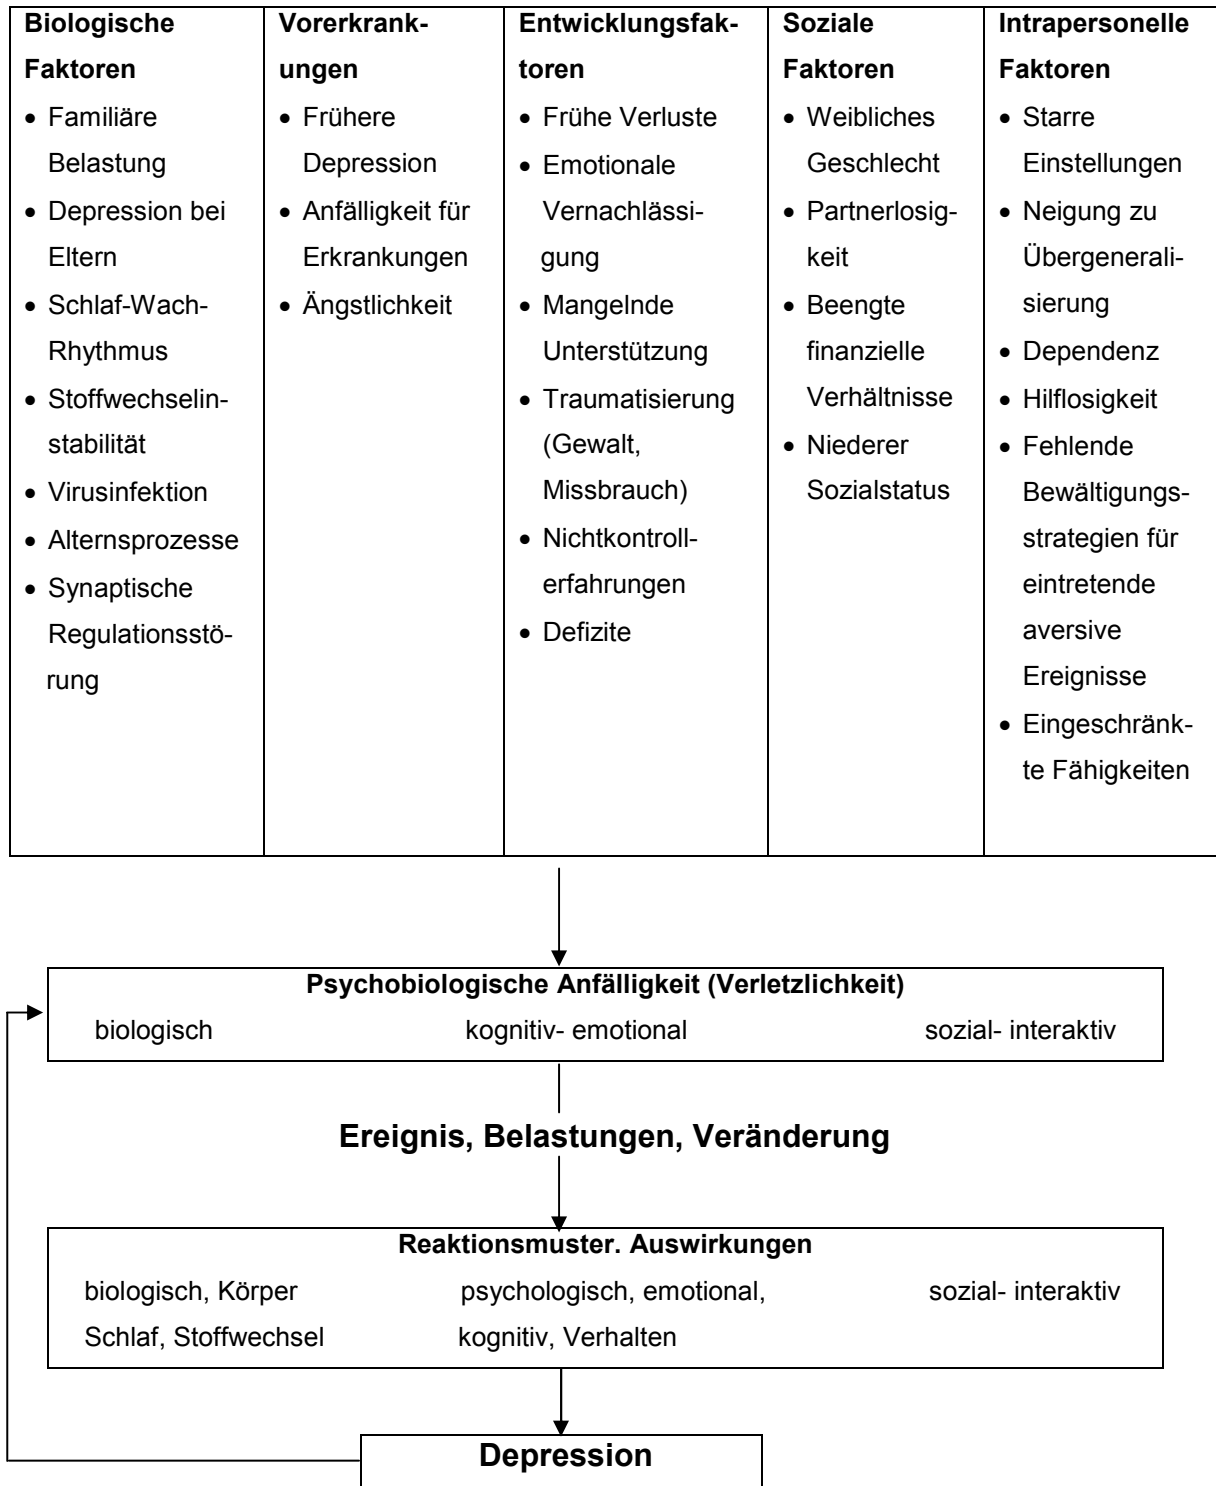 Biologische
Faktoren
• Familiäre
Belastung
• Depression bei
Eltern
• Schlaf-Wach-
Rhythmus
• Stoffwechselin-
stabilität
• Virusinfektion
• Alternsprozesse
• Synaptische
Regulationsstö-
rung
Vorerkrank-
ungen
• Frühere
Depression
• Anfälligkeit für
Erkrankungen
• Ängstlichkeit
Entwicklungsfak-
toren
• Frühe Verluste
• Emotionale
Vernachlässi-
gung
• Mangelnde
Unterstützung
• Traumatisierung
(Gewalt,
Missbrauch)
• Nichtkontroll-
erfahrungen
• Defizite
Soziale
Faktoren
• Weibliches
Geschlecht
• Partnerlosig-
keit
• Beengte
finanzielle
Verhältnisse
• Niederer
Sozialstatus
Intrapersonelle
Faktoren
• Starre
Einstellungen
• Neigung zu
Übergenerali-
sierung
• Dependenz
• Hilflosigkeit
• Fehlende
Bewältigungs-
strategien für
eintretende
aversive
Ereignisse
• Eingeschränk-
te Fähigkeiten
Psychobiologische Anfälligkeit (Verletzlichkeit)
biologisch kognitiv- emotional sozial- interaktiv
Ereignis, Belastungen, Veränderung
Reaktionsmuster. Auswirkungen
biologisch, Körper psychologisch, emotional, sozial- interaktiv
Schlaf, Stoffwechsel kognitiv, Verhalten
Depression